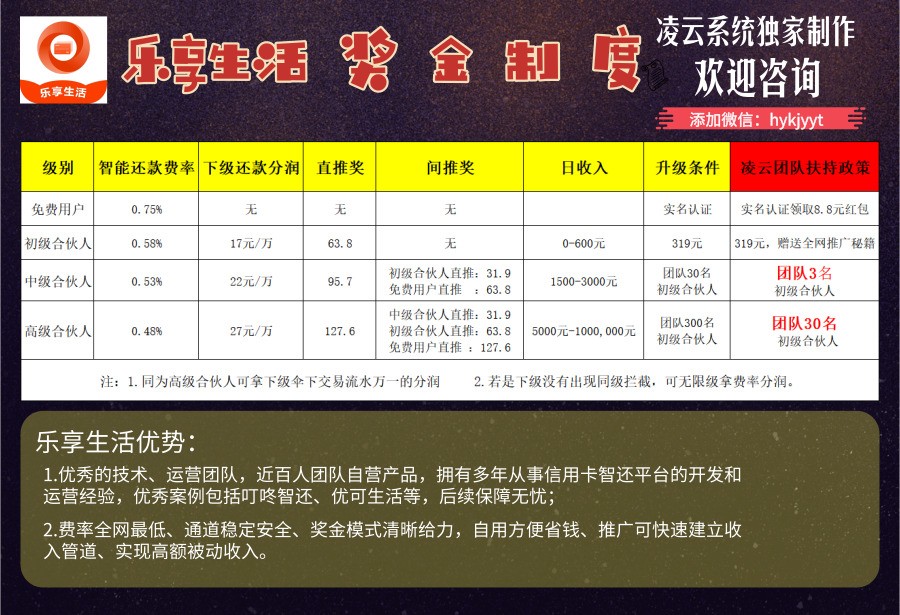 乐享生活
乐享生活 奖 金 制 度
凌云系统独家制作
欢迎咨询
添加微信：hykjyyt
级别 智能还款费率 下级还款分润 直推奖 间推奖 日收入 升级条件 凌云团队扶持政策
免费用户 0.75% 无 无 无 实名认证 实名认证领取8.8元红包
初级合伙人 0.58% 17元/万 63.8 无 0-600元 319元 319元，赠送全网推广秘籍
中级合伙人 0.53% 22元/万 95.7 初级合伙人直推：31.9 1500-3000元 团队30名 团队3名
免费用户直推 ：63.8 初级合伙人 初级合伙人
中级合伙人直推：31.9
高级合伙人 0.48% 27元/万 127.6 初级合伙人直推：63.8 5000元-1000,000元 团队300名 团队30名
免费用户直推 ：127.6 初级合伙人 初级合伙人
注：1.同为高级合伙人可拿下级伞下交易流水万一的分润 2.若是下级没有出现同级拦截，可无限级拿费率分润。
乐享生活优势：
1.优秀的技术、运营团队，近百人团队自营产品，拥有多年从事信用卡智还平台的开发和
运营经验，优秀案例包括叮咚智还、优可生活等，后续保障无忧；
2.费率全网最低、通道稳定安全、奖金模式清晰给力，自用方便省钱、推广可快速建立收
入管道、实现高额被动收入。